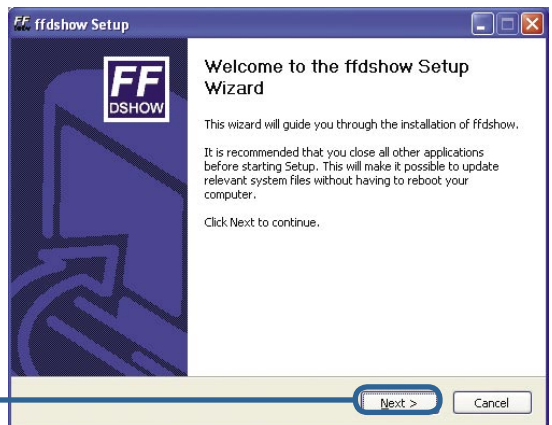 ffdshow Setup
FF
DSHOW
Welcome to the ffdshow Setup
Wizard
This wizard will guide you through the installation of ffdshow.
It is recommended that you close all other applications
before starting Setup. This will make it possible to update
relevant system files without having to reboot your
computer.
Click Next to continue.
Next >
Cancel